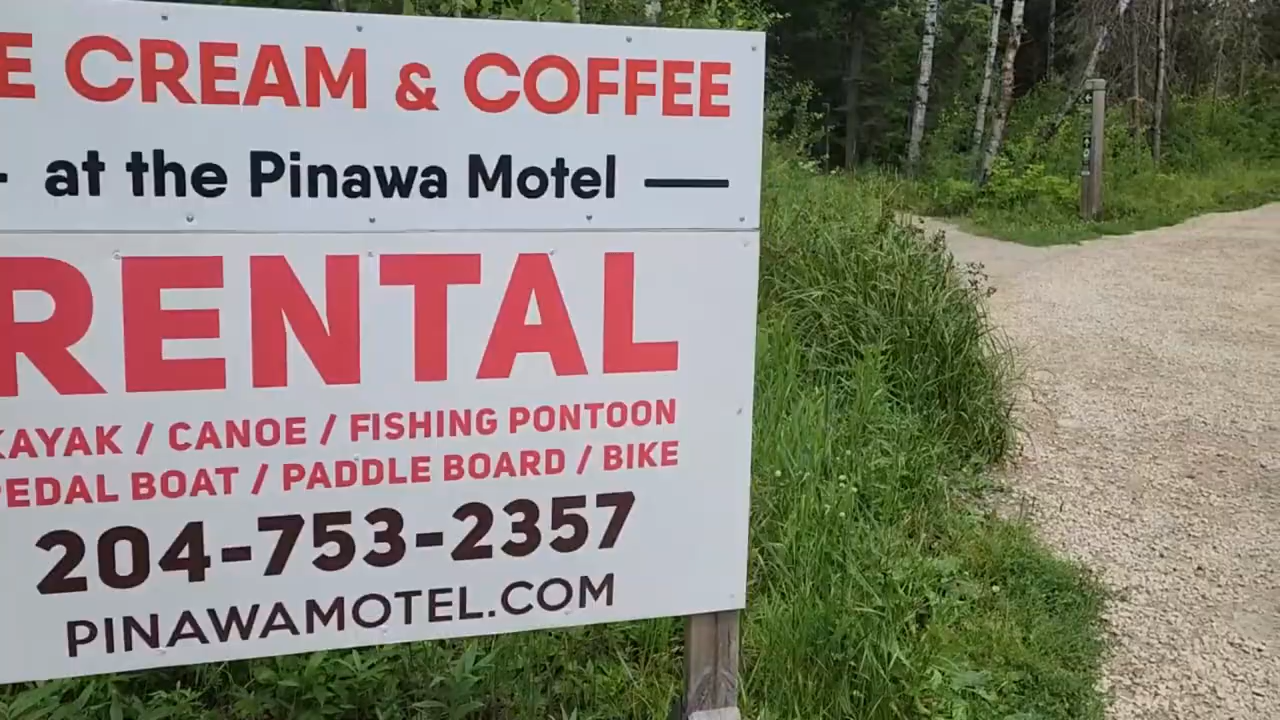 E CREAM & COFFEE
- at the Pinawa Motel —
RENTAL
KAYAK / CANOE / FISHING PONTOON
PEDAL BOAT / PADDLE BOARD / BIKE
204-753-2357
PINAWAMOTEL.COM